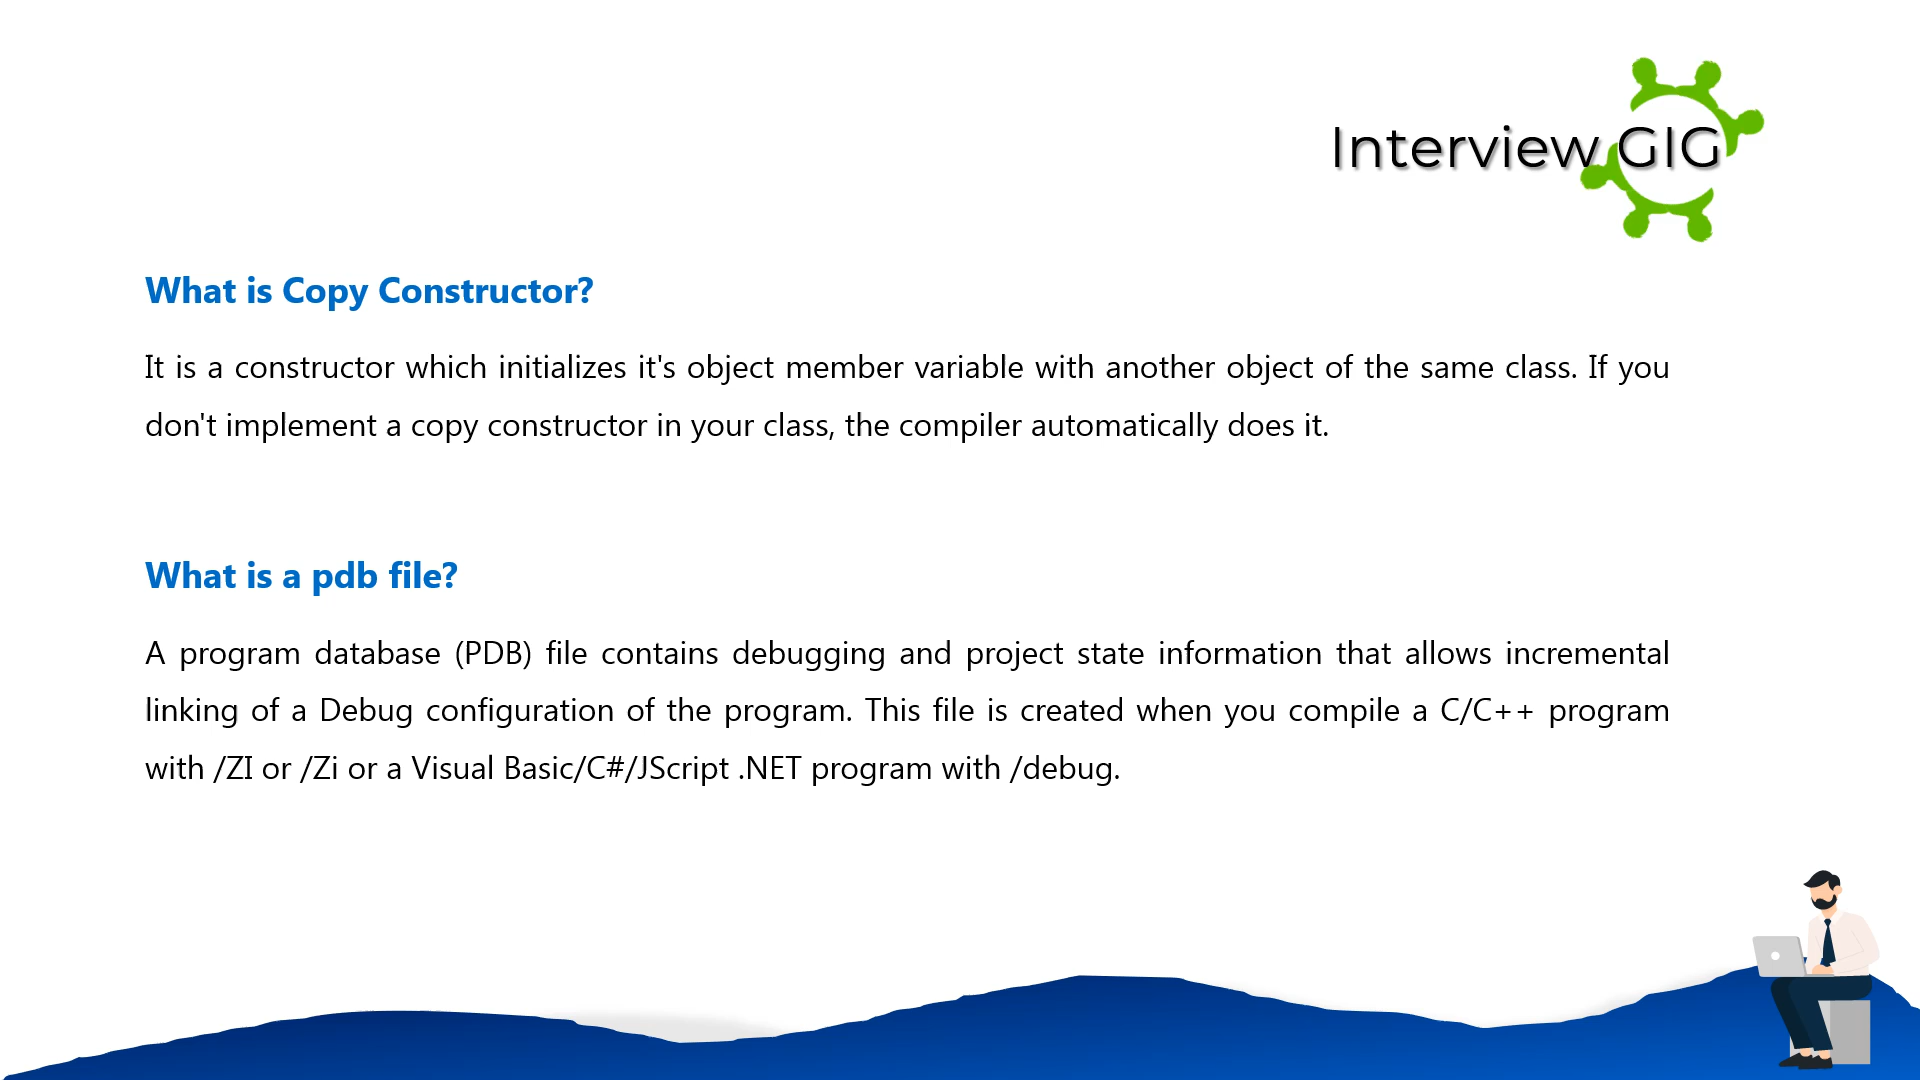 Interview GIG
What is Copy Constructor?
It is a constructor which initializes it's object member variable with another object of the same class. If you
don't implement a copy constructor in your class, the compiler automatically does it.
What is a pdb file?
A program database (PDB) file contains debugging and project state information that allows incremental
linking of a Debug configuration of the program. This file is created when you compile a C/C++ program
with /ZI or /Zi or a Visual Basic/C#/JScript .NET program with /debug.